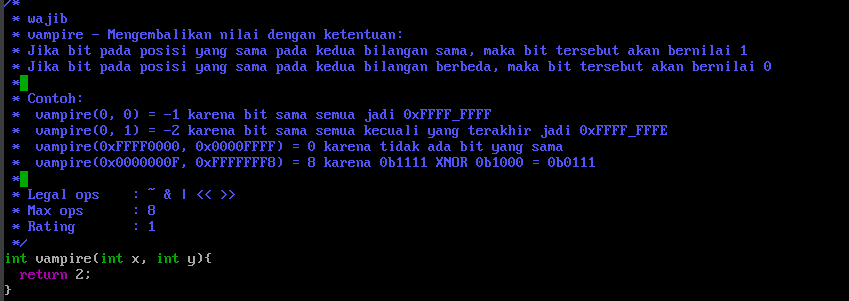 /*
 * wajib
 * vampire - Mengembalikan nilai dengan ketentuan:
 * Jika bit pada posisi yang sama pada kedua bilangan sama, maka bit tersebut akan bernilai 1
 * Jika bit pada posisi yang sama pada kedua bilangan berbeda, maka bit tersebut akan bernilai 0
 *
 * Contoh:
 *  vampire(0, 0) = -1 karena bit sama semua jadi 0xFFFF_FFFF
 *  vampire(0, 1) = -2 karena bit sama semua kecuali yang terakhir jadi 0xFFFF_FFFE
 *  vampire(0xFFFF0000, 0x0000FFFF) = 0 karena tidak ada bit yang sama
 *  vampire(0x0000000F, 0xFFFFFFF8) = 8 karena 0b1111 XNOR 0b1000 = 0b0111
 *
 * Legal ops    : ~ & | << >>
 * Max ops      : 8
 * Rating       : 1
 */
int vampire(int x, int y){
  return 2;
}